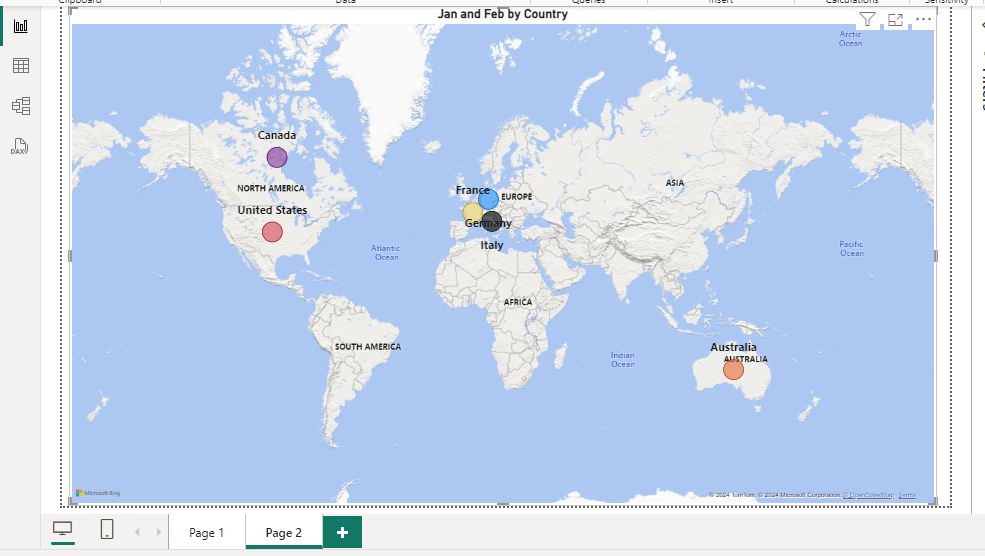 Clipboard
Data
Queries
Insert
Calculations
Sensitivity
Jan and Feb by Country
Arctic
Ocean
Canada
NORTH AMERICA
United States
Atlantic
Ocean
France
EUROPE
Germany
Italy
ASIA
Pacific
Ocean
AFRICA
SOUTH AMERICA
Indian
Ocean
Australia
AUSTRALIA
DAX
Microsoft Bing
© 2024 TomTom, © 2024 Microsoft Corporation, © OpenStreetMap Terms
Page 1
Page 2